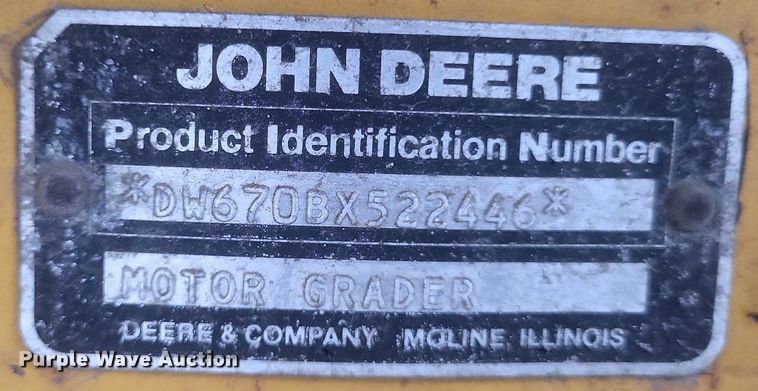 JOHN DEERE
Product Identification Number
*DW670BX522446*
MOTOR GRADER
DEERE & COMPANY MOLINE, ILLINOIS
Purple Wave Auction